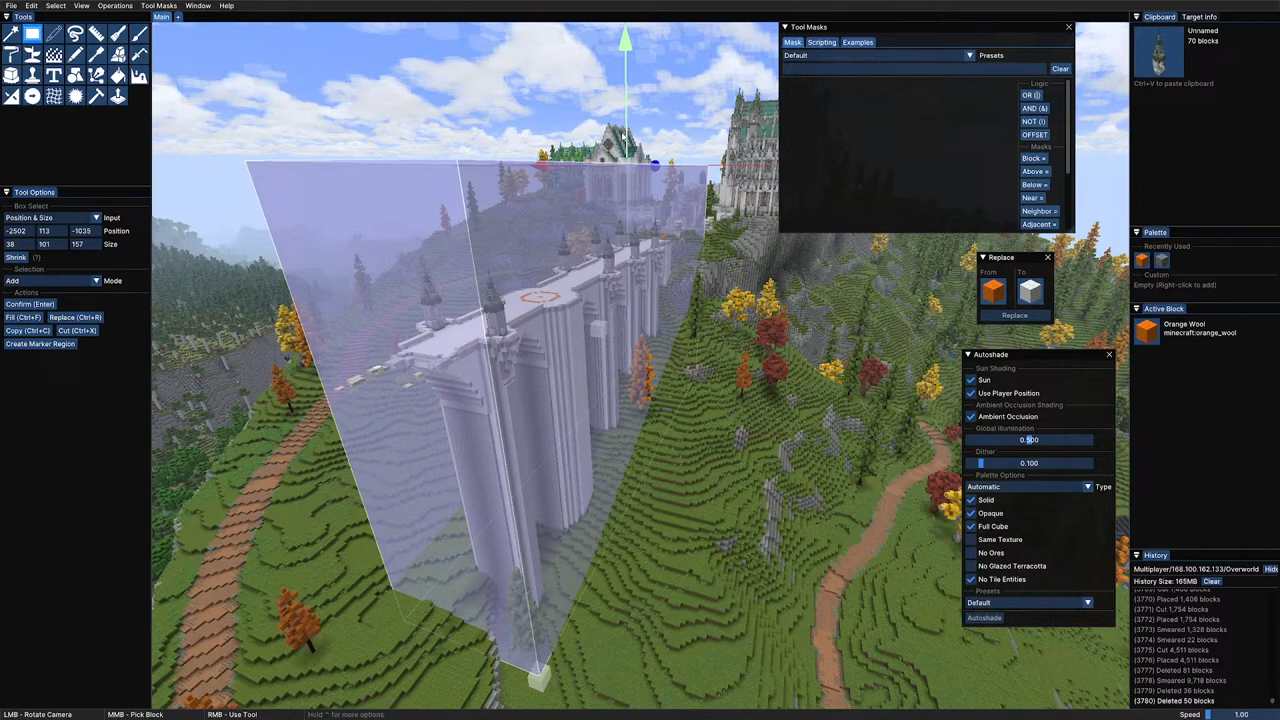 File Edit Select View Operations Tool Masks Window Help
Tools
Main +
Tool Options
Box Select
Position & Size Input
-2502 113 -1035 Position
38 101 157 Size
Shrink (?)
Selection
Add Mode
Actions
Confirm (Enter)
Fill (Ctrl+F) Replace (Ctrl+R)
Copy (Ctrl+C) Cut (Ctrl+X)
Create Marker Region
Tool Masks
Mask Scripting Examples
Default Presets
Clear
Logic
OR (|)
AND (&)
NOT (!)
OFFSET
Masks
Block =
Above =
Below =
Near =
Neighbor =
Adjacent =
Replace
From To
Replace
Autoshade
Sun Shading
Sun
Use Player Position
Ambient Occlusion Shading
Ambient Occlusion
Global Illumination
0.500
Dither
0.100
Palette Options
Automatic Type
Solid
Opaque
Full Cube
Same Texture
No Ores
No Glazed Terracotta
No Tile Entities
Presets
Default
Autoshade
Clipboard Target Info
Unnamed
70 blocks
Ctrl+V to paste clipboard
Palette
Recently Used
Custom
Empty (Right-click to add)
Active Block
Orange Wool
minecraft:orange_wool
History
Multiplayer/168.100.162.133/Overworld Hide
History Size: 165MB Clear
(3770) Placed 1,406 blocks
(3771) Cut 1,754 blocks
(3772) Placed 1,754 blocks
(3773) Smeared 1,328 blocks
(3774) Smeared 22 blocks
(3775) Cut 4,511 blocks
(3776) Placed 4,511 blocks
(3777) Deleted 81 blocks
(3778) Smeared 9,718 blocks
(3779) Deleted 38 blocks
(3780) Deleted 50 blocks
LMB - Rotate Camera MMB - Pick Block RMB - Use Tool Hold ^ for more options Speed 1.00